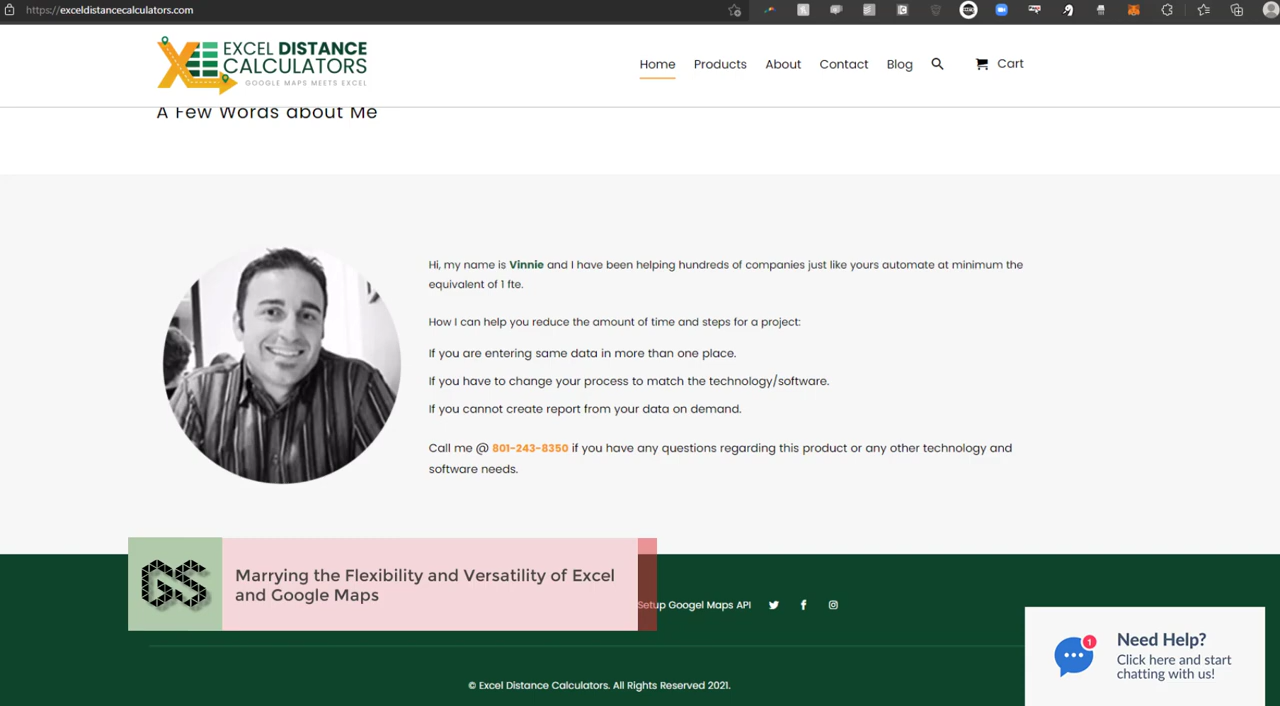 https://exceldistancecalculators.com
EXCEL DISTANCE
CALCULATORS
GOOGLE MAPS MEETS EXCEL
Home Products About Contact Blog Cart
A Few Words about Me
Hi, my name is Vinnie and I have been helping hundreds of companies just like yours automate at minimum the
equivalent of 1 fte.
How I can help you reduce the amount of time and steps for a project:
If you are entering same data in more than one place.
If you have to change your process to match the technology/software.
If you cannot create report from your data on demand.
Call me @ 801-243-8350 if you have any questions regarding this product or any other technology and
software needs.
GS
Marrying the Flexibility and Versatility of Excel
and Google Maps
Setup Googel Maps API
1
Need Help?
Click here and start
chatting with us!
© Excel Distance Calculators. All Rights Reserved 2021.